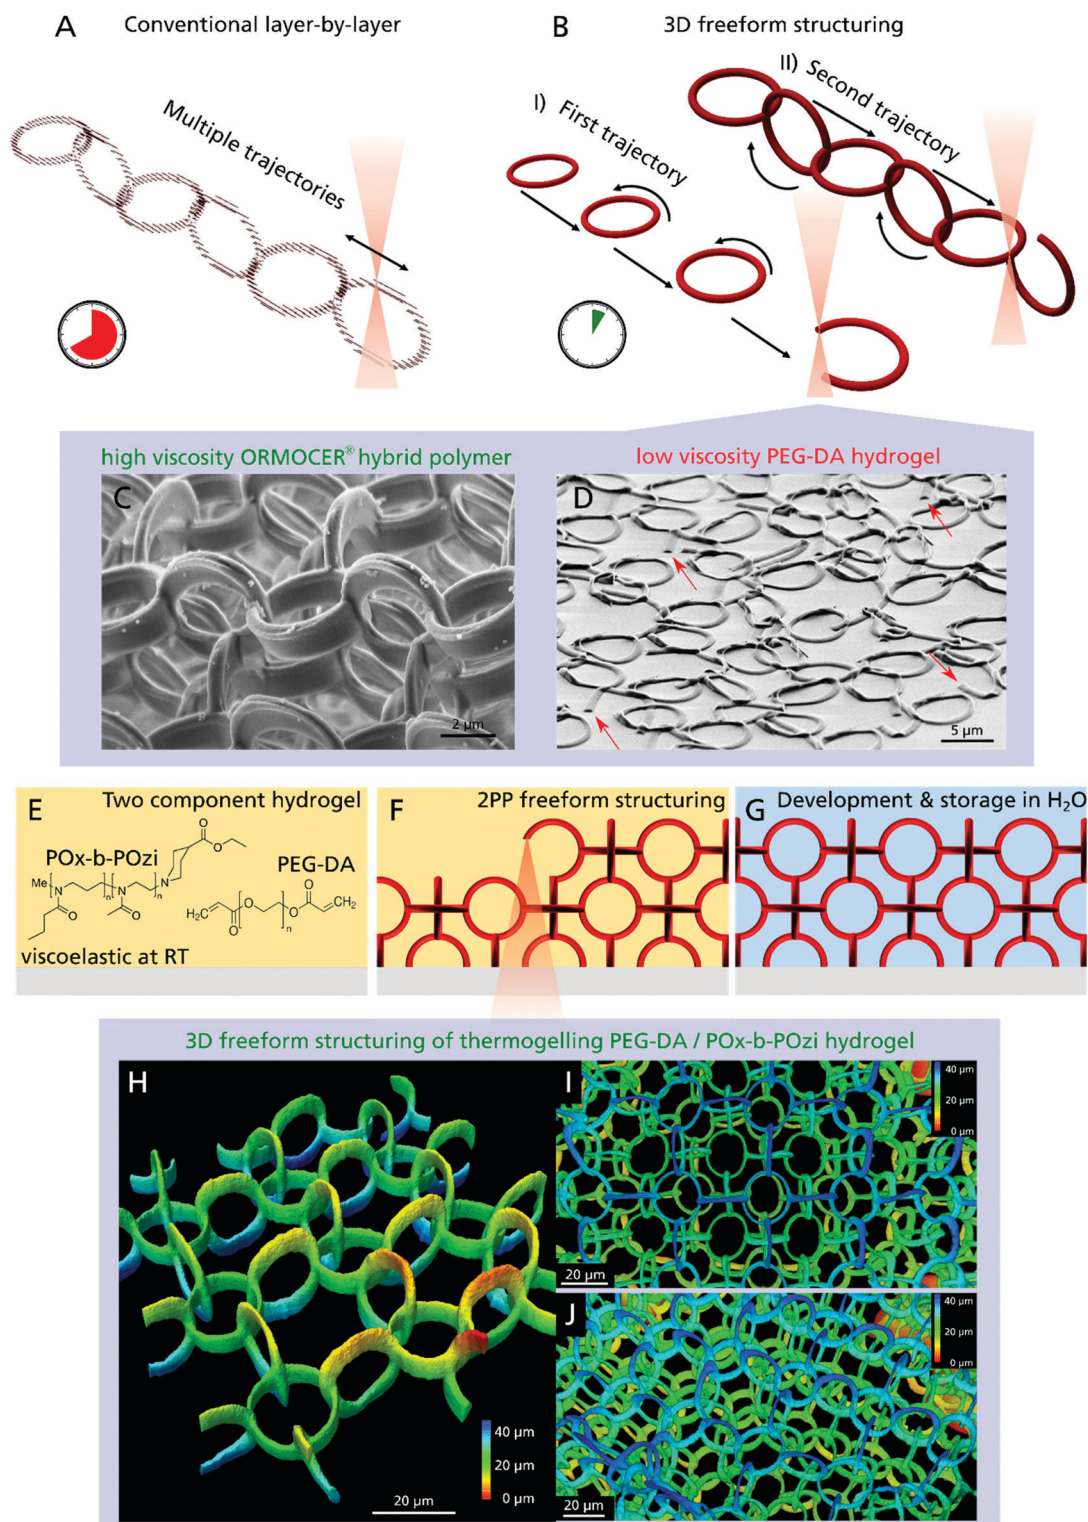 A
Conventional layer-by-layer
Multiple trajectories
B
3D freeform structuring
I) First trajectory
II) Second trajectory
high viscosity ORMOCER® hybrid polymer
C
2 µm
low viscosity PEG-DA hydrogel
D
5 µm
E
Two component hydrogel
POx-b-POzi
PEG-DA
Me
N
n
N
n
N
O
O
O
O
H₂C
O
O
n
O
CH₂
O
O
viscoelastic at RT
F
2PP freeform structuring
G
Development & storage in H₂O
3D freeform structuring of thermogelling PEG-DA / POx-b-POzi hydrogel
H
40 µm
20 µm
0 µm
20 µm
I
40 µm
20 µm
0 µm
20 µm
J
40 µm
20 µm
0 µm
20 µm